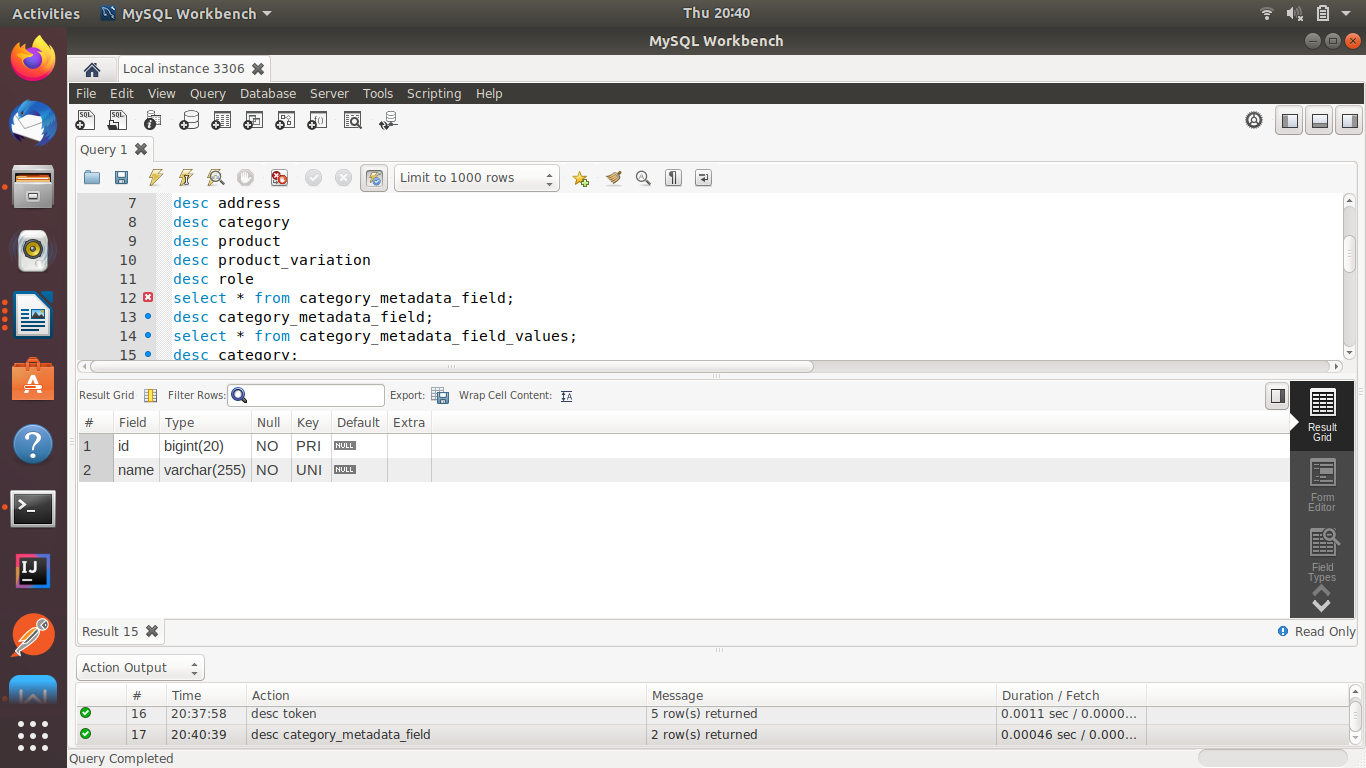 Activities MySQL Workbench Thu 20:40
MySQL Workbench
Local instance 3306
File Edit View Query Database Server Tools Scripting Help
Query 1
Limit to 1000 rows
7 desc address
8 desc category
9 desc product
10 desc product_variation
11 desc role
12 select * from category_metadata_field;
13 desc category_metadata_field;
14 select * from category_metadata_field_values;
15 desc category;
Result Grid Filter Rows: Export: Wrap Cell Content:
# Field Type Null Key Default Extra
1 id bigint(20) NO PRI NULL
2 name varchar(255) NO UNI NULL
Result Grid
Form Editor
Field Types
Result 15 Read Only
Action Output
# Time Action Message Duration / Fetch
16 20:37:58 desc token 5 row(s) returned 0.0011 sec / 0.0000...
17 20:40:39 desc category_metadata_field 2 row(s) returned 0.00046 sec / 0.000...
Query Completed